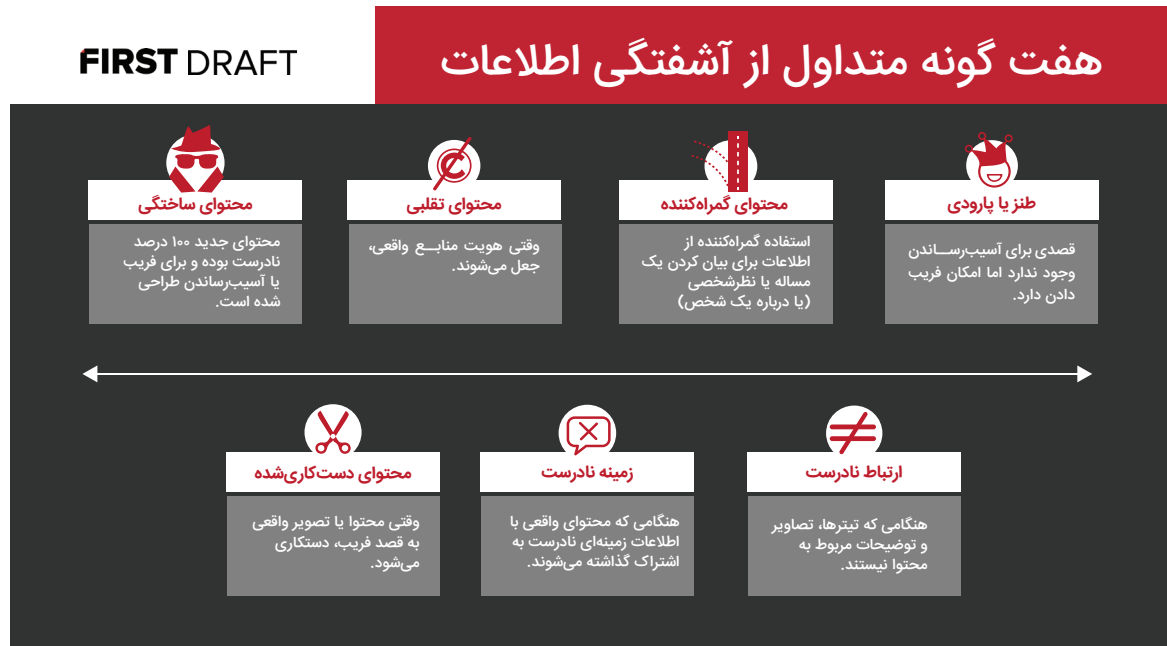 هفت گونه متداول از آشفتگی اطلاعات
FIRST DRAFT
طنز یا پارودی
قصدی برای آسیب‌رســاندن
وجود ندارد اما امکان فریب
دادن دارد.
محتوای گمراه‌کننده
استفاده گمراه‌کننده از
اطلاعات برای بیان کردن یک
مساله یا نظرشخصی
(یا درباره یک شخص)
محتوای تقلبی
وقتی هویت منابــع واقعی،
جعل می‌شوند.
محتوای ساختگی
محتوای جدید ۱۰۰ درصد
نادرست بوده و برای فریب
یا آسیب‌رساندن طراحی
شده است.
ارتباط نادرست
هنگامی که تیترها، تصاویر
و توضیحات مربوط به
محتوا نیستند.
زمینه نادرست
هنگامی که محتوای واقعی با
اطلاعات زمینه‌ای نادرست به
اشتراک گذاشته می‌شوند.
محتوای دست‌کاری‌شده
وقتی محتوا یا تصویر واقعی
به قصد فریب، دستکاری
می‌شود.